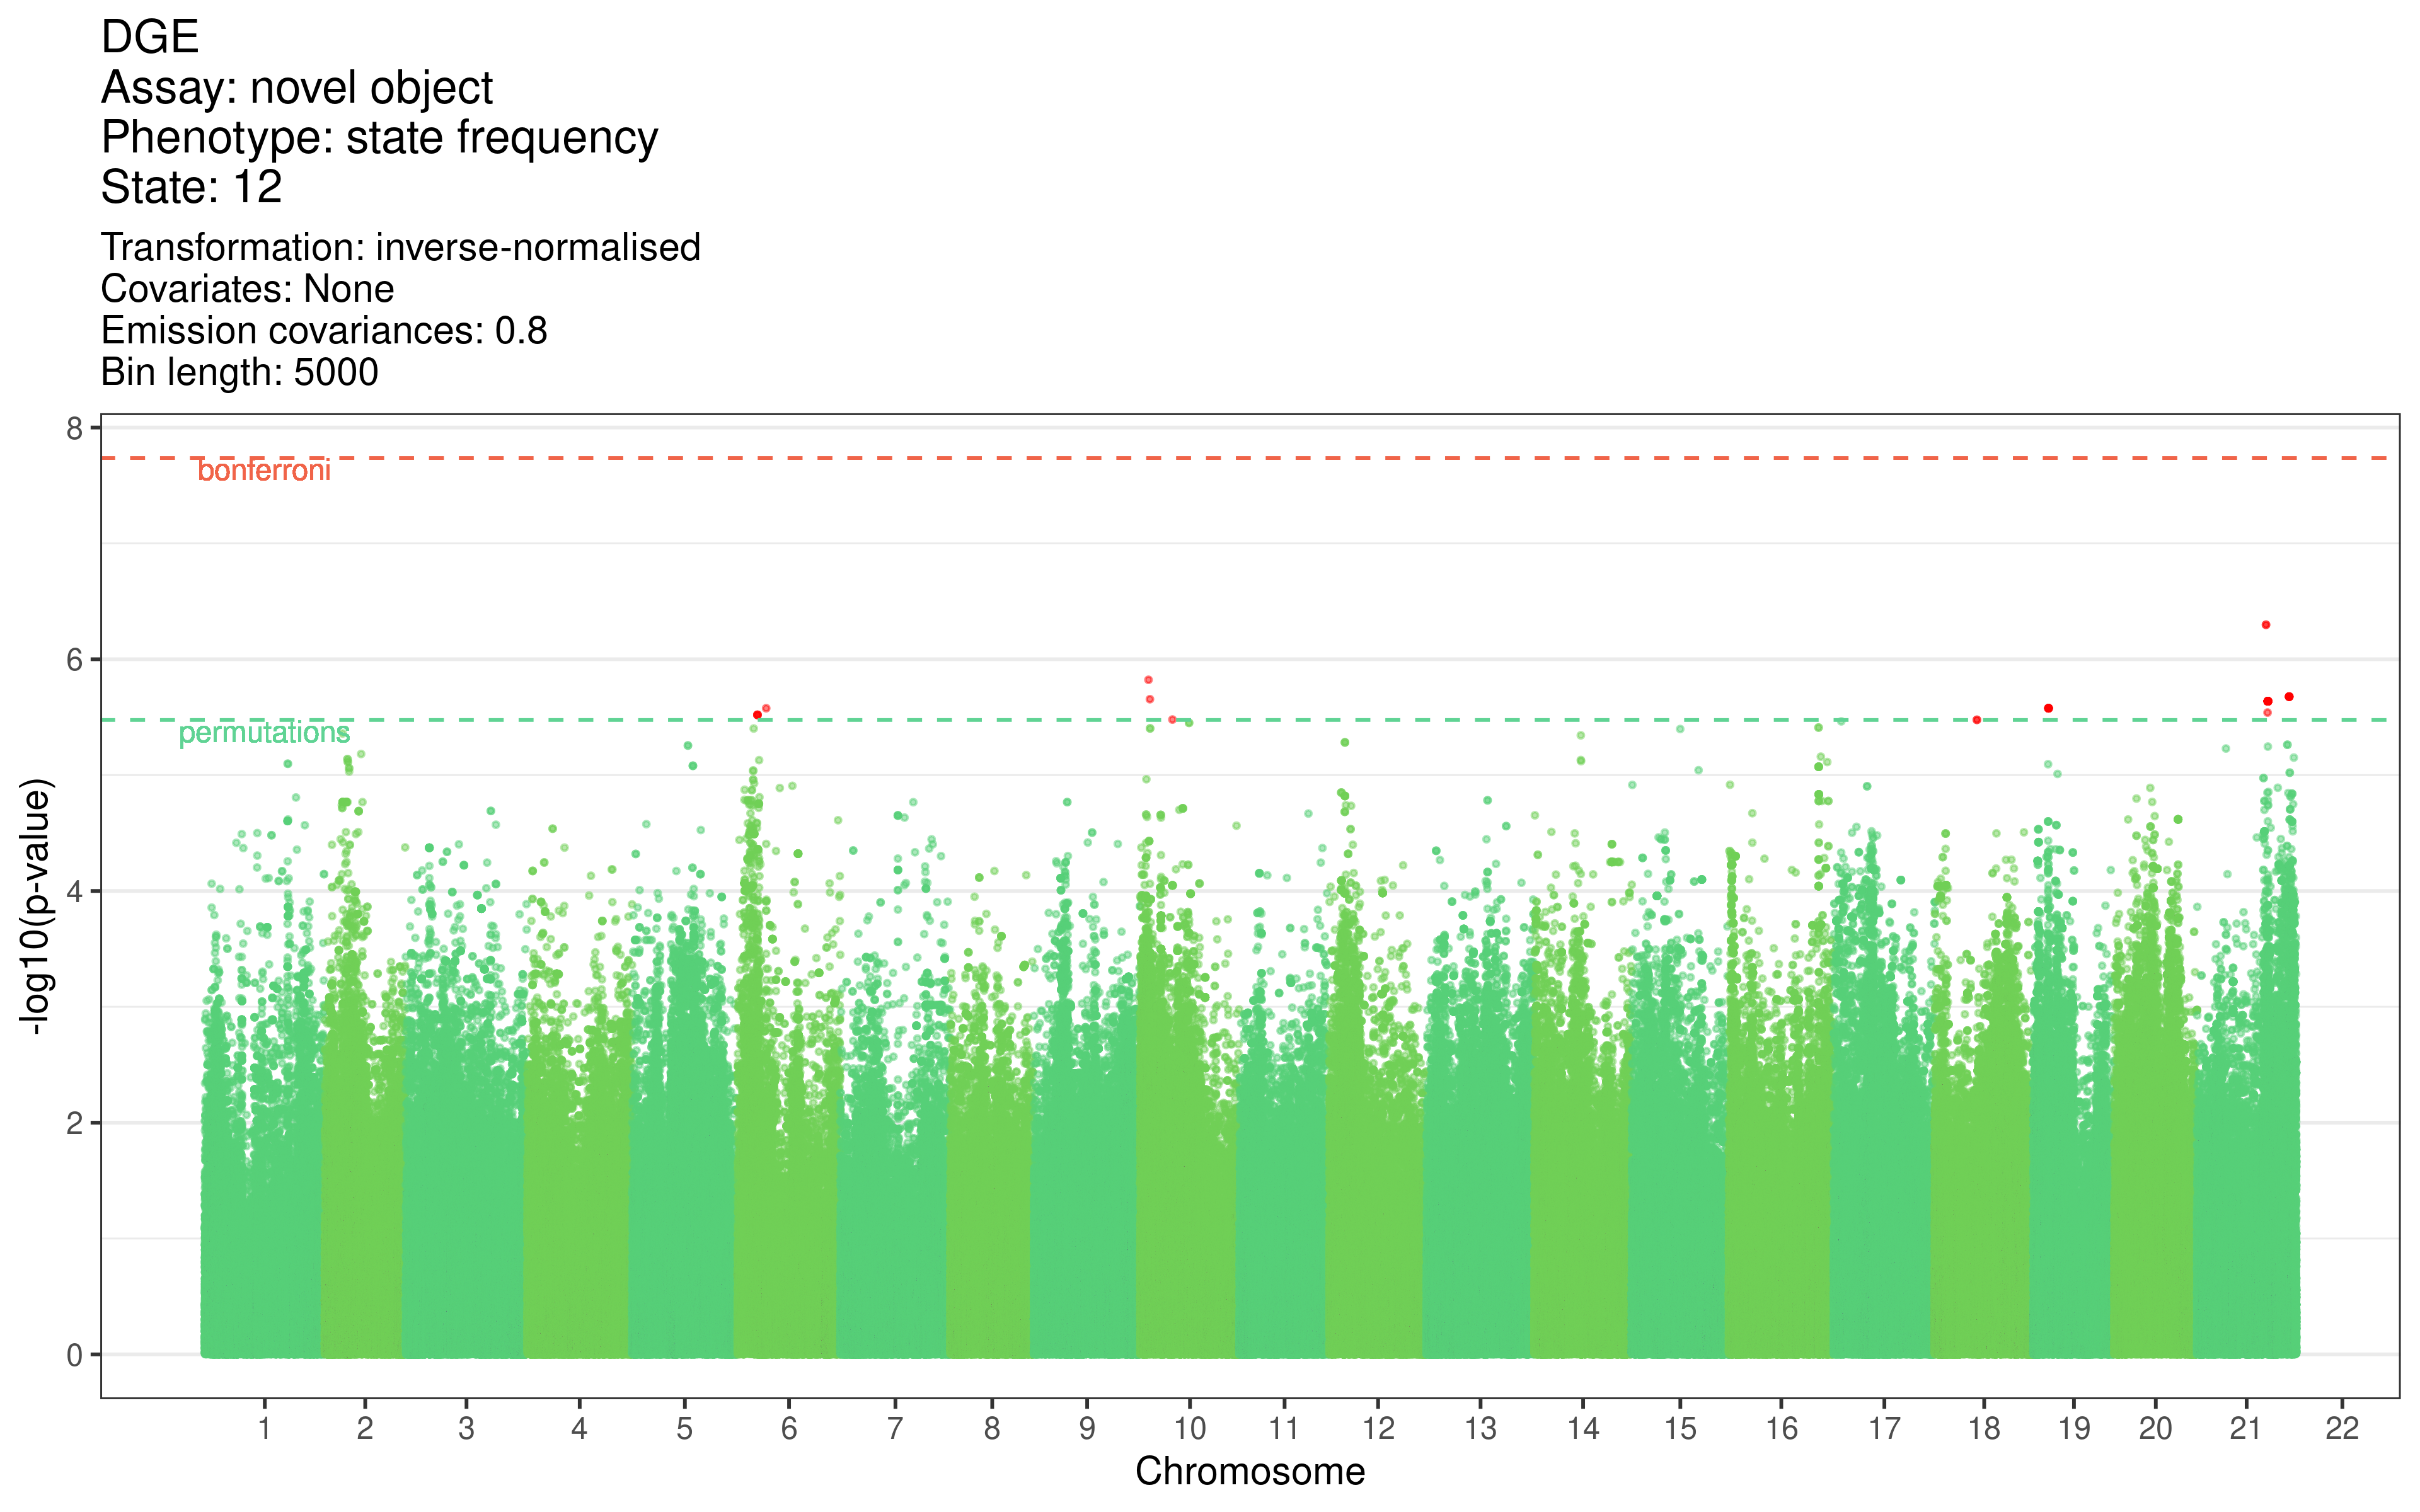 DGE
Assay: novel object
Phenotype: state frequency
State: 12
Transformation: inverse-normalised
Covariates: None
Emission covariances: 0.8
Bin length: 5000
8
bonferroni
6
permutations
-log10(p-value)
4
2
0
1 2 3 4 5 6 7 8 9 10 11 12 13 14 15 16 17 18 19 20 21 22
Chromosome